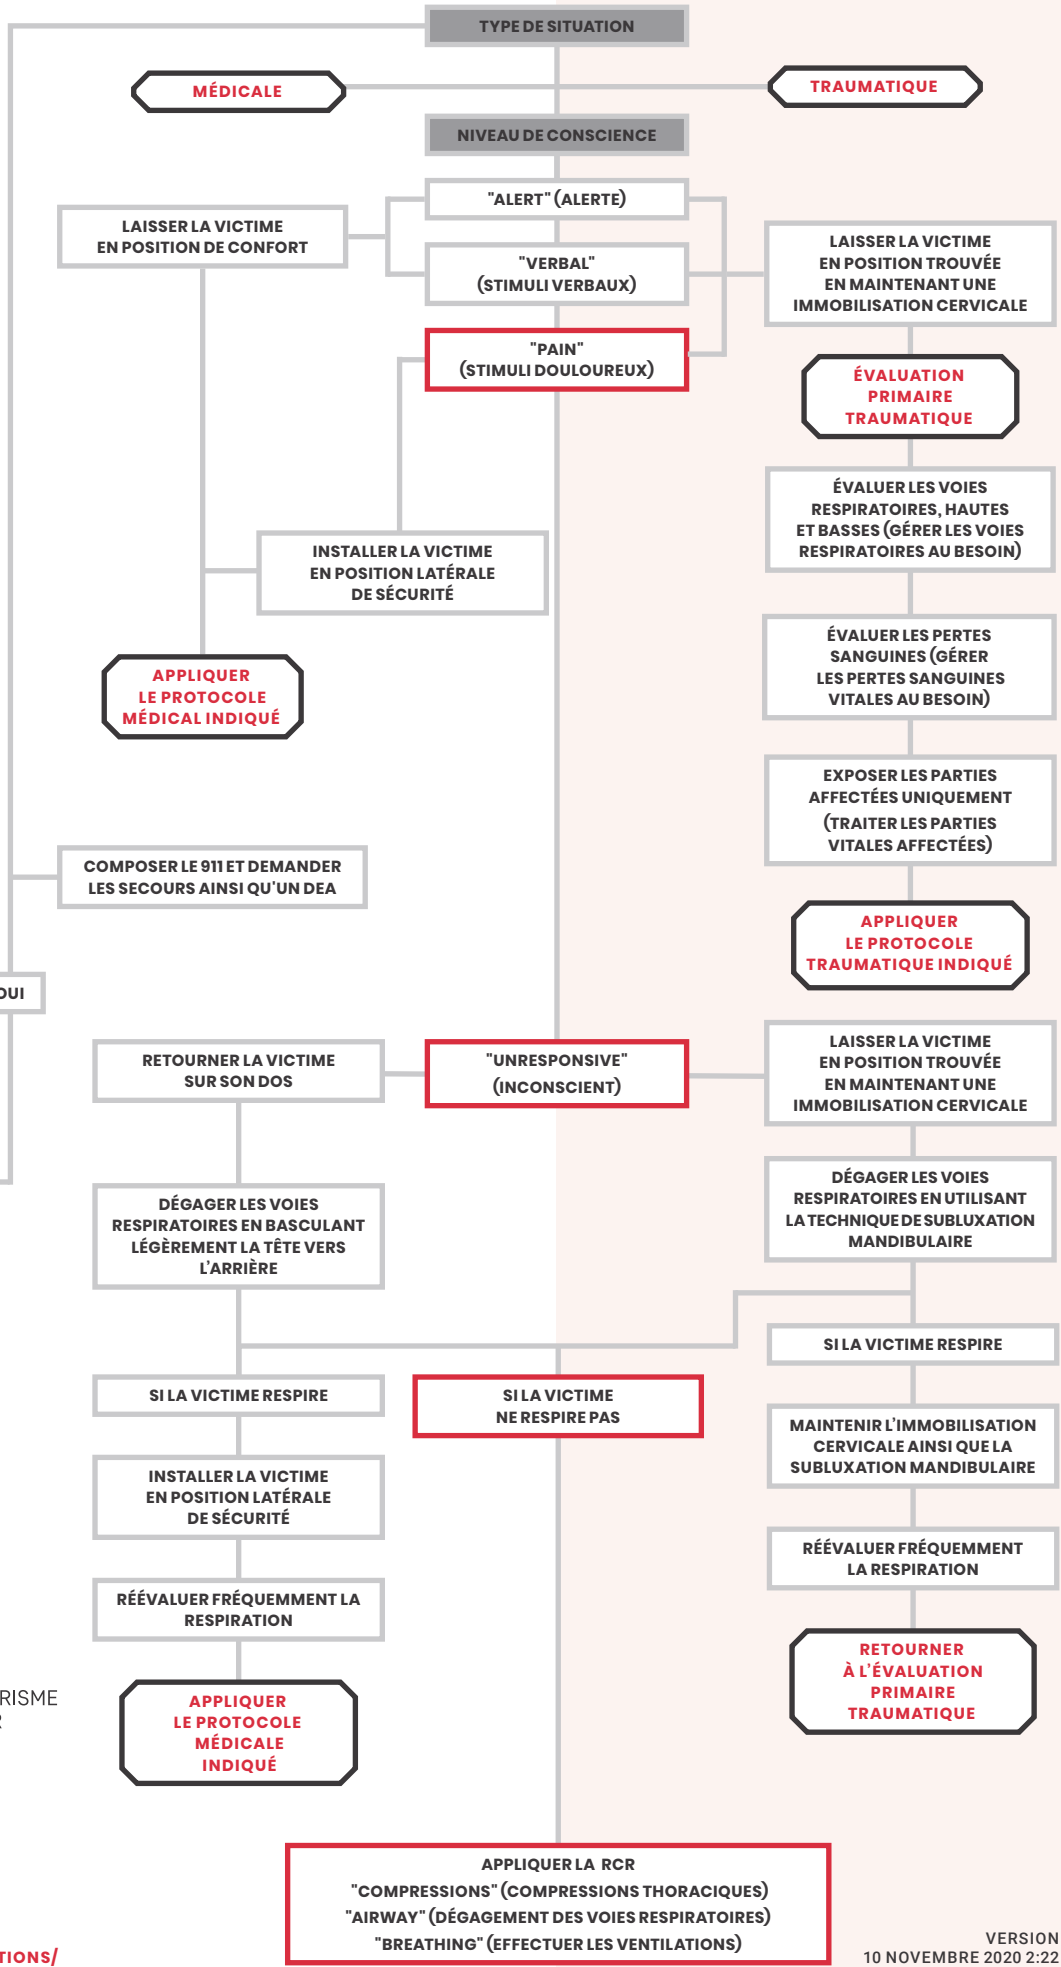 TYPE DE SITUATION
MÉDICALE
TRAUMATIQUE
NIVEAU DE CONSCIENCE
"ALERT" (ALERTE)
LAISSER LA VICTIME
EN POSITION DE CONFORT
"VERBAL"
(STIMULI VERBAUX)
LAISSER LA VICTIME
EN POSITION TROUVÉE
EN MAINTENANT UNE
IMMOBILISATION CERVICALE
"PAIN"
(STIMULI DOULOUREUX)
ÉVALUATION
PRIMAIRE
TRAUMATIQUE
ÉVALUER LES VOIES
RESPIRATOIRES, HAUTES
ET BASSES (GÉRER LES VOIES
RESPIRATOIRES AU BESOIN)
INSTALLER LA VICTIME
EN POSITION LATÉRALE
DE SÉCURITÉ
ÉVALUER LES PERTES
SANGUINES (GÉRER
LES PERTES SANGUINES
VITALES AU BESOIN)
APPLIQUER
LE PROTOCOLE
MÉDICAL INDIQUÉ
EXPOSER LES PARTIES
AFFECTÉES UNIQUEMENT
(TRAITER LES PARTIES
VITALES AFFECTÉES)
COMPOSER LE 911 ET DEMANDER
LES SECOURS AINSI QU'UN DEA
APPLIQUER
LE PROTOCOLE
TRAUMATIQUE INDIQUÉ
OUI
RETOURNER LA VICTIME
SUR SON DOS
"UNRESPONSIVE"
(INCONSCIENT)
LAISSER LA VICTIME
EN POSITION TROUVÉE
EN MAINTENANT UNE
IMMOBILISATION CERVICALE
DÉGAGER LES VOIES
RESPIRATOIRES EN BASCULANT
LÉGÈREMENT LA TÊTE VERS
L'ARRIÈRE
DÉGAGER LES VOIES
RESPIRATOIRES EN UTILISANT
LA TECHNIQUE DE SUBLUXATION
MANDIBULAIRE
SI LA VICTIME RESPIRE
SI LA VICTIME RESPIRE
SI LA VICTIME
NE RESPIRE PAS
MAINTENIR L'IMMOBILISATION
CERVICALE AINSI QUE LA
SUBLUXATION MANDIBULAIRE
INSTALLER LA VICTIME
EN POSITION LATÉRALE
DE SÉCURITÉ
RÉÉVALUER FRÉQUEMMENT
LA RESPIRATION
RÉÉVALUER FRÉQUEMMENT LA
RESPIRATION
RETOURNER
À L'ÉVALUATION
PRIMAIRE
TRAUMATIQUE
RISME
R
APPLIQUER
LE PROTOCOLE
MÉDICALE
INDIQUÉ
APPLIQUER LA RCR
"COMPRESSIONS" (COMPRESSIONS THORACIQUES)
"AIRWAY" (DÉGAGEMENT DES VOIES RESPIRATOIRES)
"BREATHING" (EFFECTUER LES VENTILATIONS)
TIONS/
VERSION
10 NOVEMBRE 2020 2:22